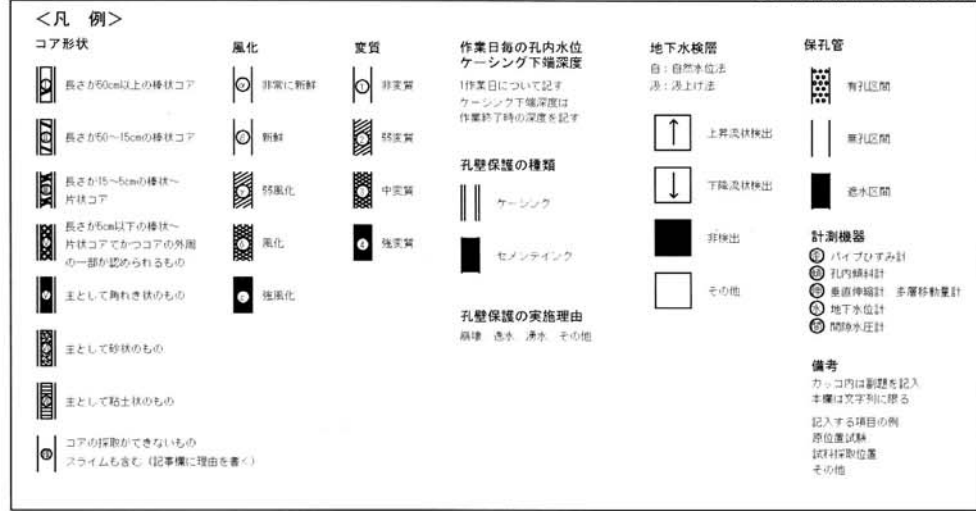 <凡 例>
コア形状
長さが50cm以上の棒状コア
長さが50〜15cmの棒状コア
長さが15〜5cmの棒状〜
片状コア
長さが5cm以下の棒状〜
片状コアでかつコアの外周
の一部が認められるもの
主として角れき状のもの
主として砂状のもの
主として粘土状のもの
コアの採取ができないもの
スライムも含む（記事欄に理由を書く）
風化
非常に新鮮
新鮮
弱風化
風化
強風化
変質
非変質
弱変質
中変質
強変質
作業日毎の孔内水位
ケーシング下端深度
1作業日について記す
ケーシング下端深度は
作業終了時の深度を記す
孔壁保護の種類
ケーシング
セメンテイング
孔壁保護の実施理由
崩壊 逸水 湧水 その他
地下水検層
自：自然水位法
汲：汲上げ法
上昇流状検出
下降流状検出
非検出
その他
保孔管
有孔区間
無孔区間
遮水区間
計測機器
パイプひずみ計
孔内傾斜計
垂直伸縮計 多層移動量計
地下水位計
間隙水圧計
備考
カッコ内は副題を記入
本欄は文字列に限る
記入する項目の例
原位置試験
試料採取位置
その他